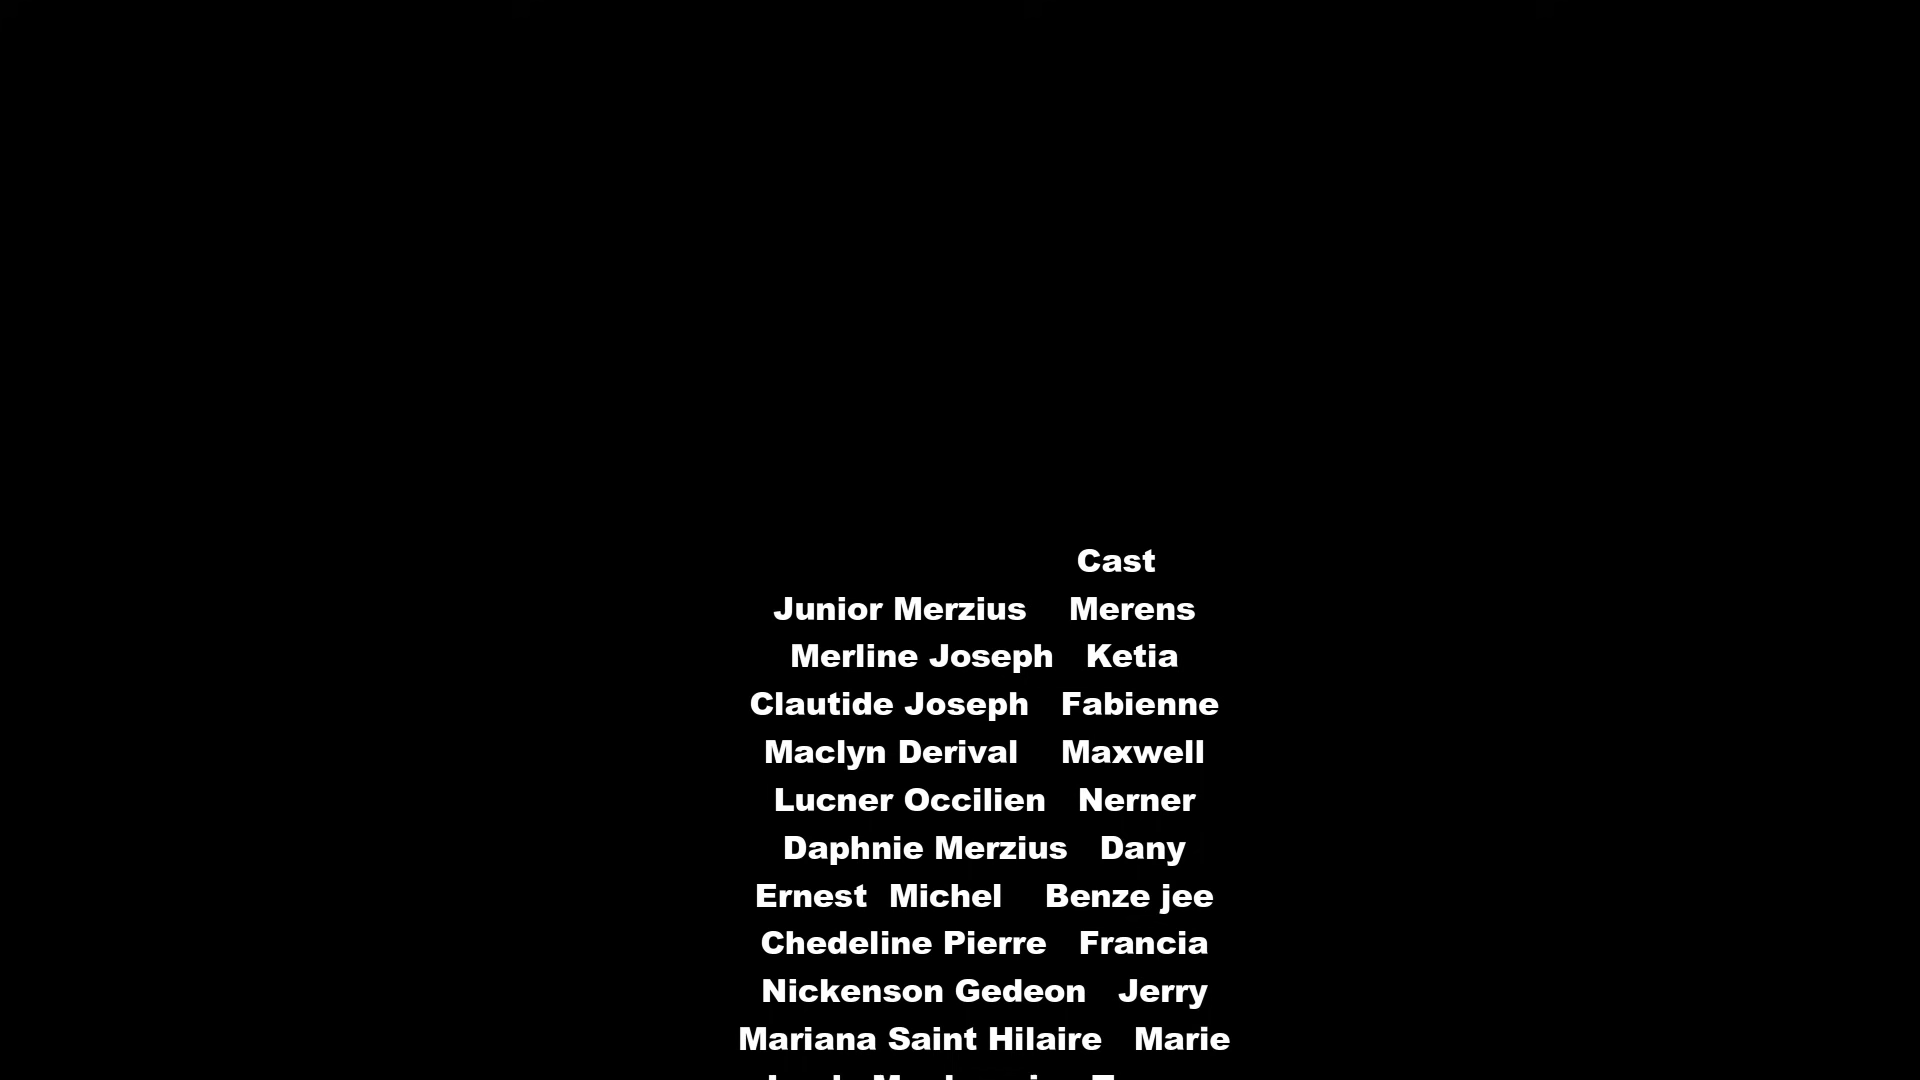 Cast
Junior Merzius Merens
Merline Joseph Ketia
Clautide Joseph Fabienne
Maclyn Derival Maxwell
Lucner Occilien Nerner
Daphnie Merzius Dany
Ernest Michel Benze jee
Chedeline Pierre Francia
Nickenson Gedeon Jerry
Mariana Saint Hilaire Marie